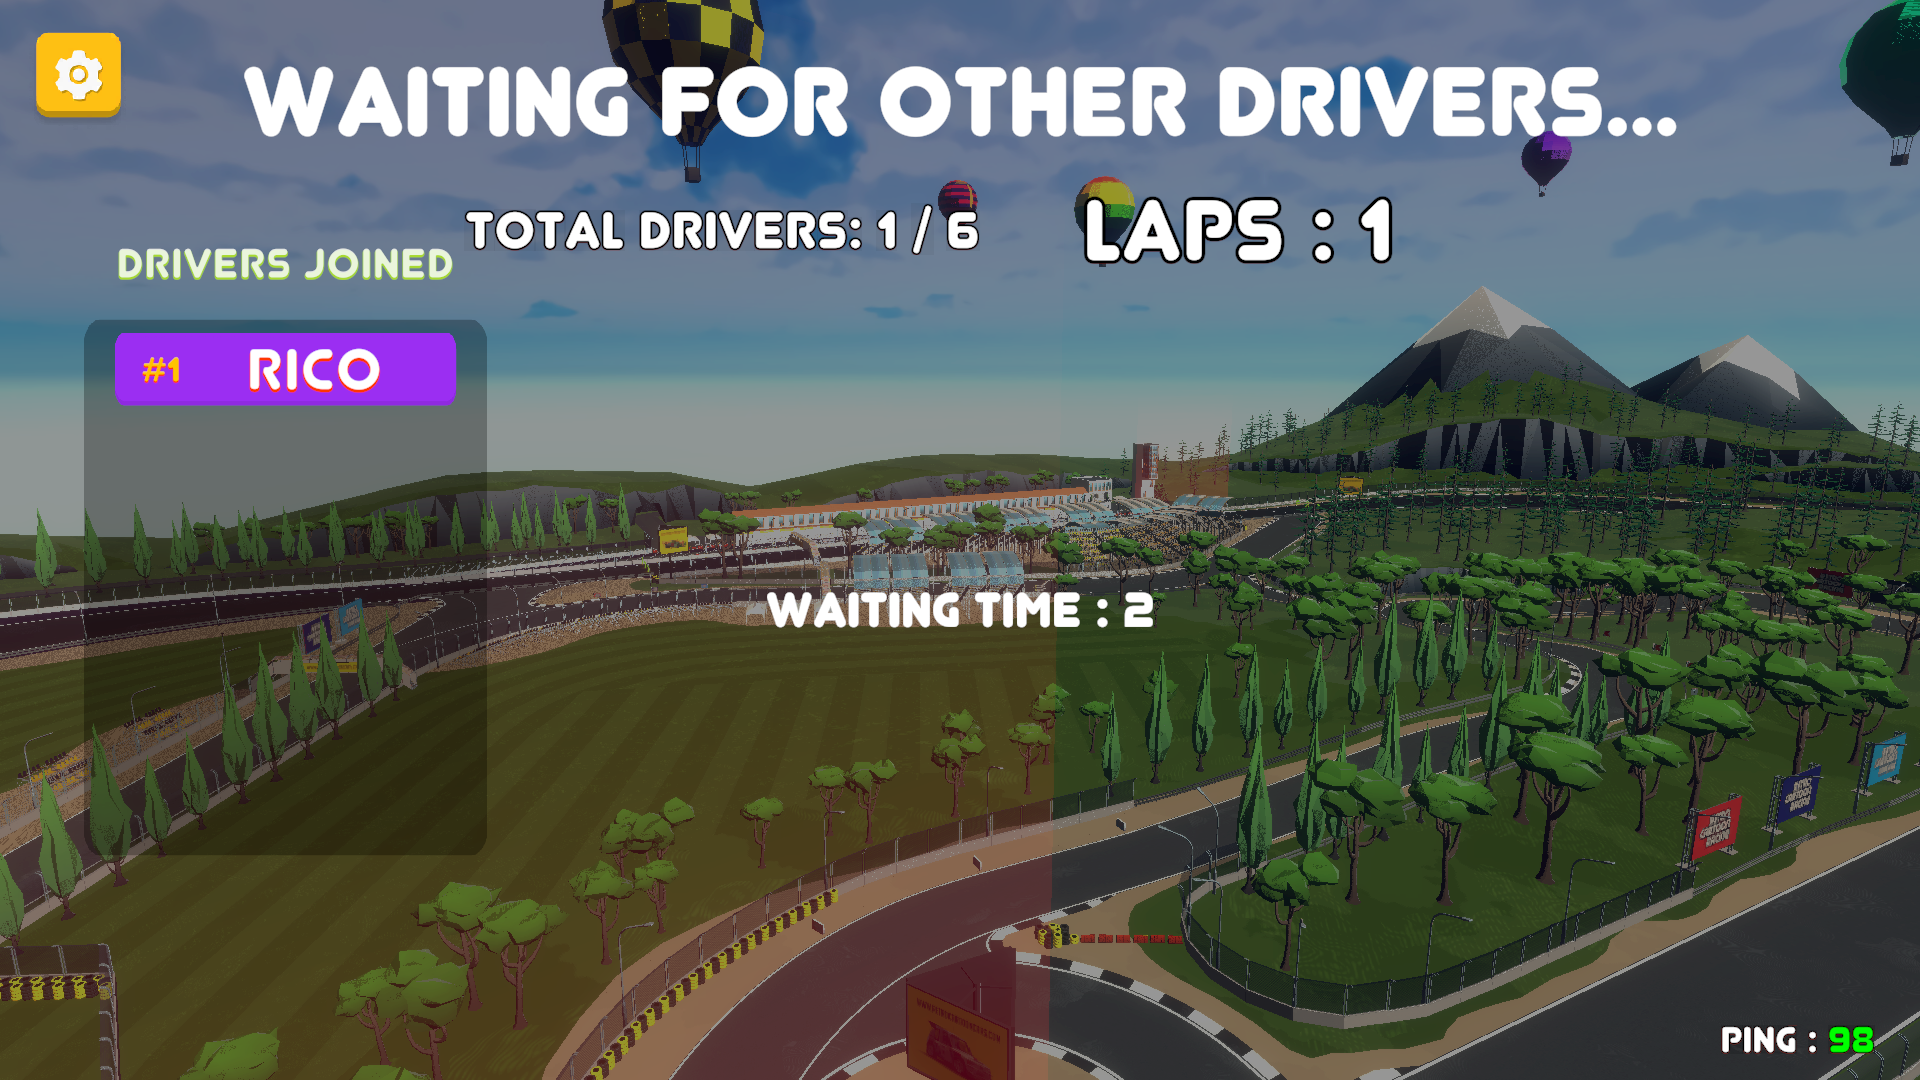 WAITING FOR OTHER DRIVERS...
TOTAL DRIVERS: 1 / 6
LAPS : 1
DRIVERS JOINED
#1 RICO
WAITING TIME : 2
PING : 98